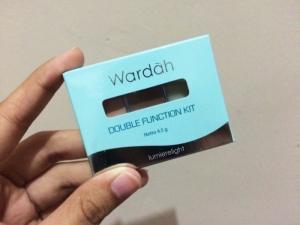 Wardah
DOUBLE FUNCTION KIT
Netto 4.5 g
lumierelight